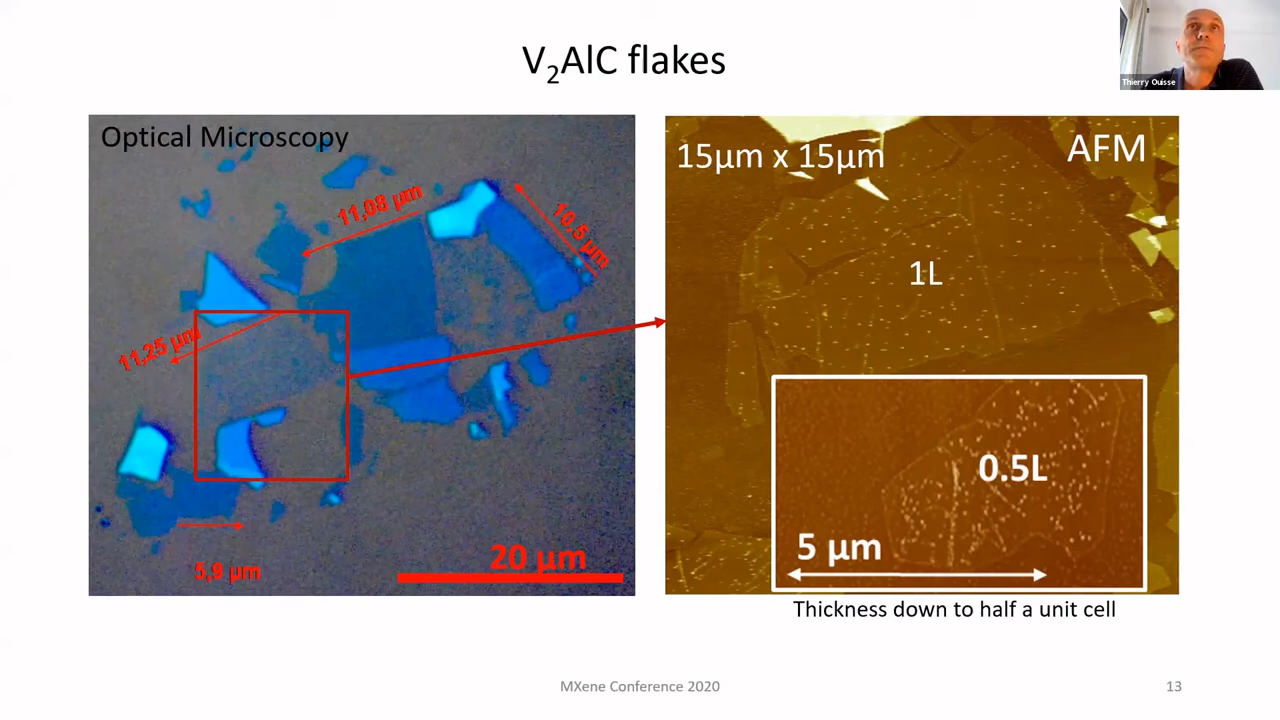 V₂AlC flakes
Thierry Ouisse
Optical Microscopy
11,08 µm
10,5 µm
11,25 µm
5,9 µm
20 µm
15µm x 15µm
AFM
1L
0.5L
5 µm
Thickness down to half a unit cell
MXene Conference 2020
13